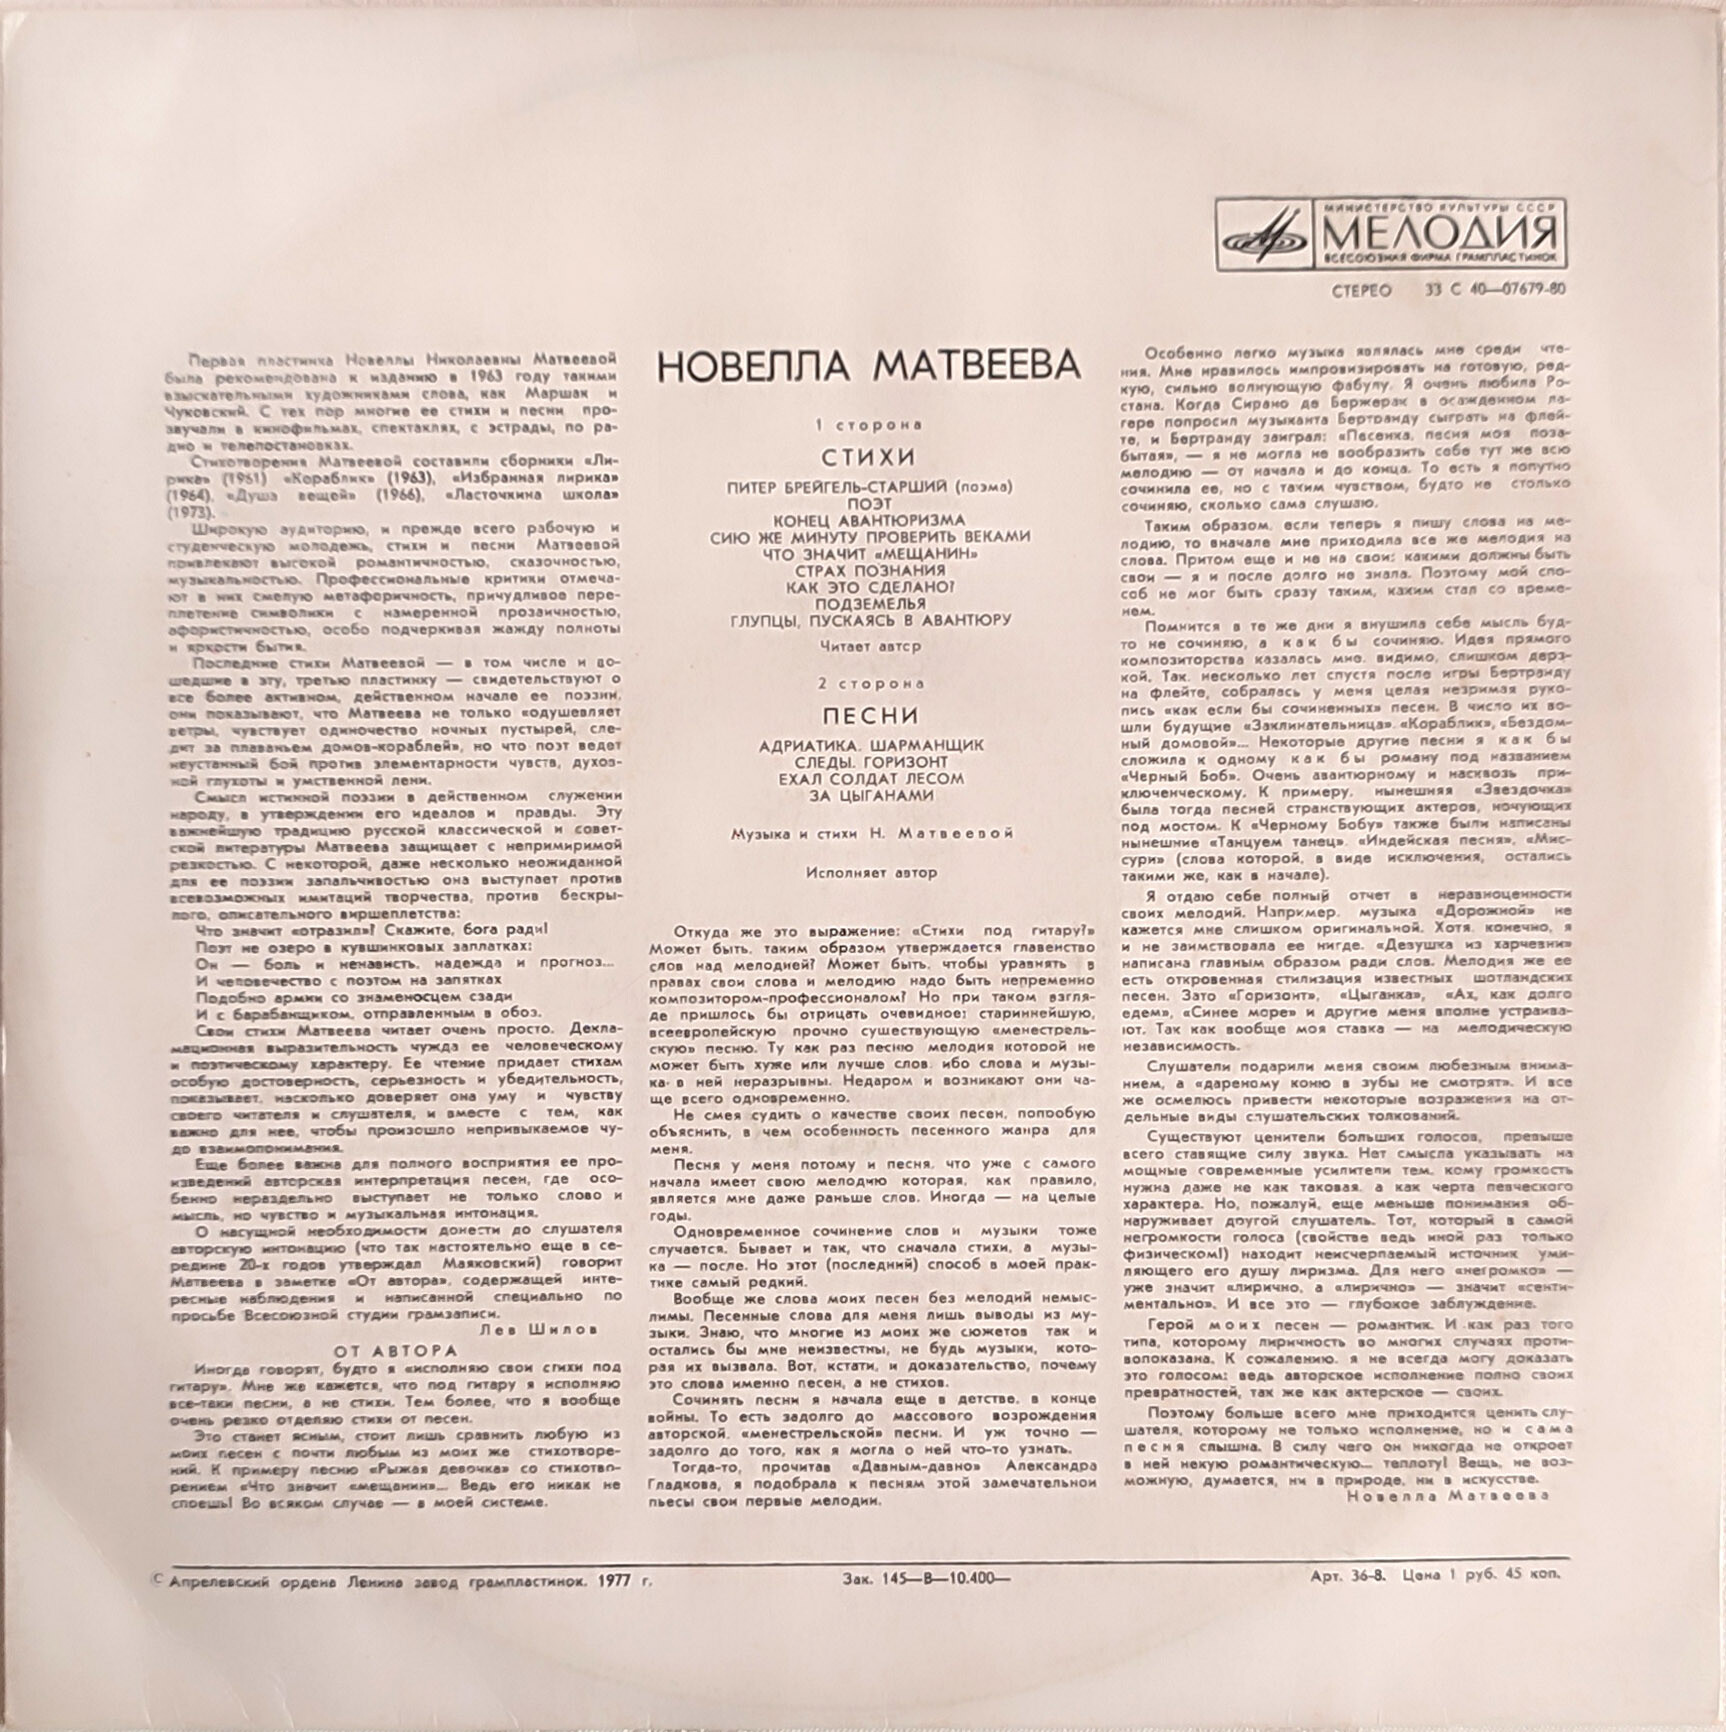 МИНИСТЕРСТВО КУЛЬТУРЫ СССР
МЕЛОДИЯ
ВСЕСОЮЗНАЯ ФИРМА ГРАМПЛАСТИНОК
СТЕРЕО 33 С 40—07679-80
Первая пластинка Новеллы Николаевны Матвеевой
была рекомендована к изданию в 1963 году такими
взыскательными художниками слова, как Маршак и
Чуковский. С тех пор многие ее стихи и песни про-
звучали в кинофильмах, спектаклях, с эстрады, по ра-
дио и телепостановках.
Стихотворения Матвеевой составили сборники «Ли-
рика» (1961) «Кораблик» (1963), «Избранная лирика»
(1964), «Душа вещей» (1966), «Ласточкина школа»
(1973).
Широкую аудиторию, и прежде всего рабочую и
студенческую молодежь, стихи и песни Матвеевой
привлекают высокой романтичностью, сказочностью,
музыкальностью. Профессиональные критики отмеча-
ют в них смелую метафоричность, причудливое пере-
плетение символики с намеренной прозаичностью,
афористичностью, особо подчеркивая жажду полноты
и яркости бытия.
Последние стихи Матвеевой — в том числе и во-
шедшие в эту, третью пластинку — свидетельствуют о
все более активном, действенном начале ее поэзии,
они показывают, что Матвеева не только «одушевляет
ветры, чувствует одиночество ночных пустырей, сле-
дит за плаваньем домов-кораблей», но что поэт ведет
неустанный бой против элементарности чувств, духов-
ной глухоты и умственной лени.
Смысл истинной поэзии в действенном служении
народу, в утверждении его идеалов и правды. Эту
важнейшую традицию русской классической и совет-
ской литературы Матвеева защищает с непримиримой
резкостью. С некоторой, даже несколько неожиданной
для ее поэзии запальчивостью она выступает против
всевозможных имитаций творчества, против бескры-
лого, описательного виршеплетства:
Что значит «отразил»? Скажите, бога ради!
Поэт не озеро в кувшинковых заплатках:
Он — боль и ненависть, надежда и прогноз...
И человечество с поэтом на запятках
Подобно армии со знаменосцем сзади
И с барабанщиком, отправленным в обоз.
Свои стихи Матвеева читает очень просто. Декла-
мационная выразительность чужда ее человеческому
и поэтическому характеру. Ее чтение придает стихам
особую достоверность, серьезность и убедительность,
показывает, насколько доверяет она уму и чувству
своего читателя и слушателя, и вместе с тем, как
важно для нее, чтобы произошло непривыкаемое чу-
до взаимопонимания.
Еще более важна для полного восприятия ее про-
изведений авторская интерпретация песен, где осо-
бенно нераздельно выступает не только слово и
мысль, но чувство и музыкальная интонация.
О насущной необходимости донести до слушателя
авторскую интонацию (что так настоятельно еще в се-
редине 20-х годов утверждал Маяковский) говорит
Матвеева в заметке «От автора», содержащей инте-
ресные наблюдения и написанной специально по
просьбе Всесоюзной студии грамзаписи.
Лев Шилов
ОТ АВТОРА
Иногда говорят, будто я «исполняю свои стихи под
гитару». Мне же кажется, что под гитару я исполняю
все-таки песни, а не стихи. Тем более, что я вообще
очень резко отделяю стихи от песен.
Это станет ясным, стоит лишь сравнить любую из
моих песен с почти любым из моих же стихотворе-
ний. К примеру песню «Рыжая девочка» со стихотво-
рением «Что значит «мещанин»... Ведь его никак не
споешь! Во всяком случае — в моей системе.
НОВЕЛЛА МАТВЕЕВА
1 сторона
СТИХИ
ПИТЕР БРЕЙГЕЛЬ-СТАРШИЙ (поэма)
ПОЭТ
КОНЕЦ АВАНТЮРИЗМА
СИЮ ЖЕ МИНУТУ ПРОВЕРИТЬ ВЕКАМИ
ЧТО ЗНАЧИТ «МЕЩАНИН»
СТРАХ ПОЗНАНИЯ
КАК ЭТО СДЕЛАНО?
ПОДЗЕМЕЛЬЯ
ГЛУПЦЫ, ПУСКАЯСЬ В АВАНТЮРУ
Читает автор
2 сторона
ПЕСНИ
АДРИАТИКА. ШАРМАНЩИК
СЛЕДЫ. ГОРИЗОНТ
ЕХАЛ СОЛДАТ ЛЕСОМ
ЗА ЦЫГАНАМИ
Музыка и стихи Н. Матвеевой
Исполняет автор
Откуда же это выражение: «Стихи под гитару?»
Может быть, таким образом утверждается главенство
слов над мелодией? Может быть, чтобы уравнять в
правах свои слова и мелодию надо быть непременно
композитором-профессионалом? Но при таком взгля-
де пришлось бы отрицать очевидное: стариннейшую,
всеевропейскую прочно существующую «менестрель-
скую» песню. Ту как раз песню мелодия которой не
может быть хуже или лучше слов, ибо слова и музы-
ка в ней неразрывны. Недаром и возникают они ча-
ще всего одновременно.
Не смея судить о качестве своих песен, попробую
объяснить, в чем особенность песенного жанра для
меня.
Песня у меня потому и песня, что уже с самого
начала имеет свою мелодию которая, как правило,
является мне даже раньше слов. Иногда — на целые
годы.
Одновременное сочинение слов и музыки тоже
случается. Бывает и так, что сначала стихи, а музы-
ка — после. Но этот (последний) способ в моей прак-
тике самый редкий.
Вообще же слова моих песен без мелодий немыс-
лимы. Песенные слова для меня лишь выводы из му-
зыки. Знаю, что многие из моих же сюжетов так и
остались бы мне неизвестны, не будь музыки, кото-
рая их вызвала. Вот, кстати, и доказательство, почему
это слова именно песен, а не стихов.
Сочинять песни я начала еще в детстве, в конце
войны. То есть задолго до массового возрождения
авторской, «менестрельской» песни. И уж точно —
задолго до того, как я могла о ней что-то узнать.
Тогда-то, прочитав «Давным-давно» Александра
Гладкова, я подобрала к песням этой замечательной
пьесы свои первые мелодии.
Особенно легко музыка являлась мне среди чте-
ния. Мне нравилось импровизировать на готовую, ред-
кую, сильно волнующую фабулу. Я очень любила Ро-
стана. Когда Сирано де Бержерак в осажденном ла-
гере попросил музыканта Бертранду сыграть на флей-
те, и Бертранду заиграл: «Песенка, песня моя поза-
бытая», — я не могла не вообразить себе тут же всю
мелодию — от начала и до конца. То есть я попутно
сочинила ее, но с таким чувством, будто не столько
сочиняю, сколько сама слушаю.
Таким образом, если теперь я пишу слова на ме-
лодию, то вначале мне приходила все же мелодия на
слова. Притом еще и не на свои: какими должны быть
свои — я и после долго не знала. Поэтому мой спо-
соб не мог быть сразу таким, каким стал со време-
нем.
Помнится в те же дни я внушила себе мысль буд-
то не сочиняю, а как бы сочиняю. Идея прямого
композиторства казалась мне, видимо, слишком дерз-
кой. Так, несколько лет спустя после игры Бертранду
на флейте, собралась у меня целая незримая руко-
пись «как если бы сочиненных» песен. В число их во-
шли будущие «Заклинательница», «Кораблик», «Бездом-
ный домовой»... Некоторые другие песни я как бы
сложила к одному как бы роману под названием
«Черный Боб». Очень авантюрному и насквозь при-
ключенческому. К примеру, нынешняя «Звездочка»
была тогда песней странствующих актеров, ночующих
под мостом. К «Черному Бобу» также были написаны
нынешние «Танцуем танец», «Индейская песня», «Мис-
сури» (слова которой, в виде исключения, остались
такими же, как в начале).
Я отдаю себе полный отчет в неравноценности
своих мелодий. Например, музыка «Дорожной» не
кажется мне слишком оригинальной. Хотя, конечно, я
и не заимствовала ее нигде. «Девушка из харчевни»
написана главным образом ради слов. Мелодия же ее
есть откровенная стилизация известных шотландских
песен. Зато «Горизонт», «Цыганка», «Ах, как долго
едем», «Синее море» и другие меня вполне устраива-
ют. Так как вообще моя ставка — на мелодическую
независимость.
Слушатели подарили меня своим любезным внима-
нием, а «дареному коню в зубы не смотрят». И все
же осмелюсь привести некоторые возражения на от-
дельные виды слушательских толкований.
Существуют ценители больших голосов, превыше
всего ставящие силу звука. Нет смысла указывать на
мощные современные усилители тем, кому громкость
нужна даже не как таковая, а как черта певческого
характера. Но, пожалуй, еще меньше понимания об-
наруживает другой слушатель. Тот, который в самой
негромкости голоса (свойстве ведь иной раз только
физическом!) находит неисчерпаемый источник уми-
ляющего его душу лиризма. Для него «негромко» —
уже значит «лирично, а «лирично» — значит «сенти-
ментально». И все это — глубокое заблуждение.
Герой моих песен — романтик. И как раз того
типа, которому лиричность во многих случаях проти-
вопоказана. К сожалению, я не всегда могу доказать
это голосом: ведь авторское исполнение полно своих
превратностей, так же как актерское — своих.
Поэтому больше всего мне приходится ценить слу-
шателя, которому не только исполнение, но и сама
песня слышна. В силу чего он никогда не откроет
в ней некую романтическую... теплоту! Вещь, не воз-
можную, думается, ни в природе, ни в искусстве.
Новелла Матвеева
© Апрелевский ордена Ленина завод грампластинок. 1977 г.
Зак. 145—В—10.400—
Арт. 36-8. Цена 1 руб. 45 коп.